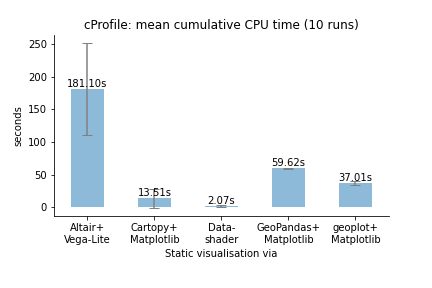 cProfile: mean cumulative CPU time (10 runs)
250
200
150
100
50
0
seconds
181.10s
13.51s
2.07s
59.62s
37.01s
Altair+
Vega-Lite
Cartopy+
Matplotlib
Data-
shader
GeoPandas+
Matplotlib
geoplot+
Matplotlib
Static visualisation via